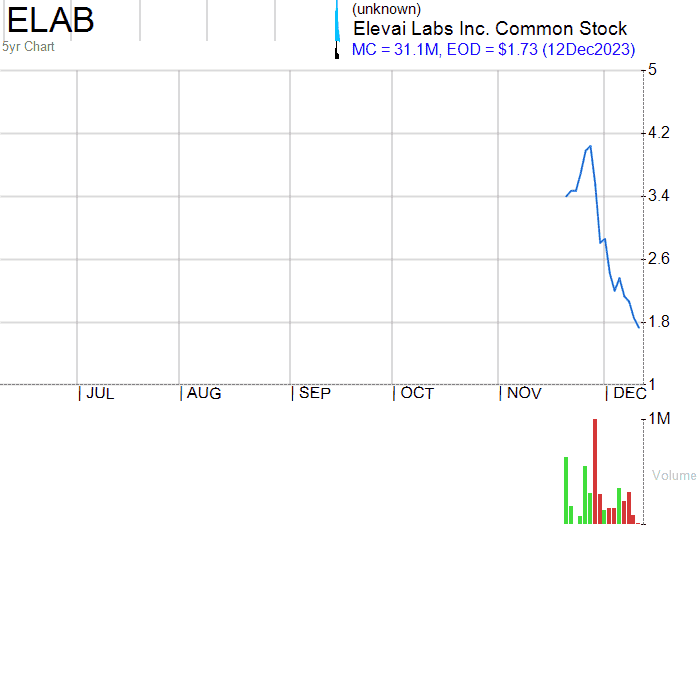 ELAB
(unknown)
Elevai Labs Inc. Common Stock
5yr Chart
MC = 31.1M, EOD = $1.73 (12Dec2023)
5
4.2
3.4
2.6
1.8
1
JUL AUG SEP OCT NOV DEC
1M
Volume